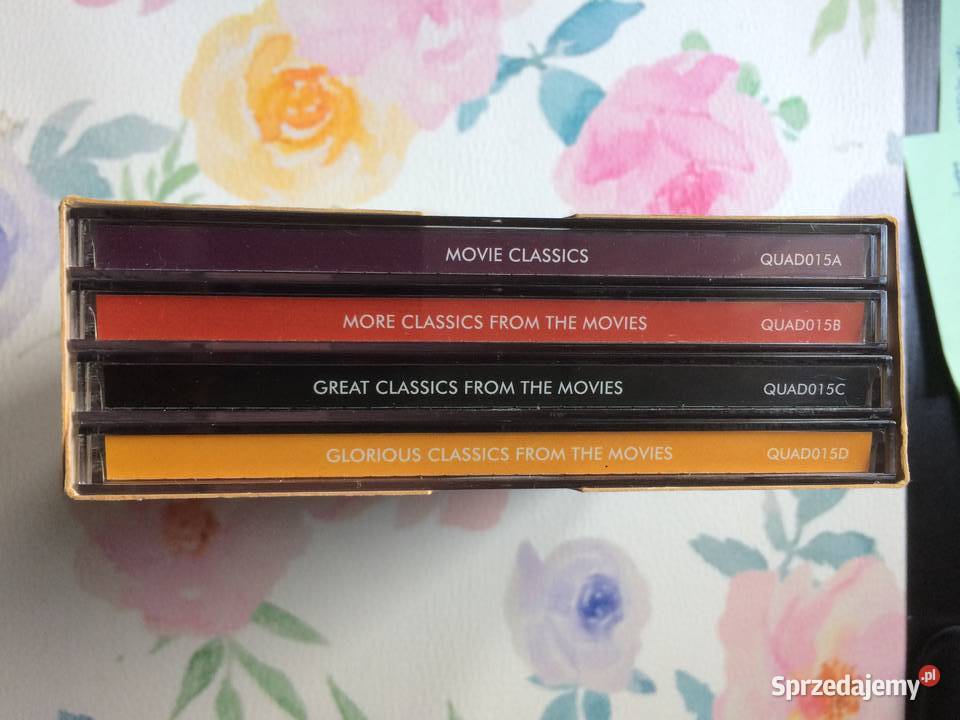 MOVIE CLASSICS QUAD015A
MORE CLASSICS FROM THE MOVIES QUAD015B
GREAT CLASSICS FROM THE MOVIES QUAD015C
GLORIOUS CLASSICS FROM THE MOVIES QUAD015D
Sprzedajemy.pl